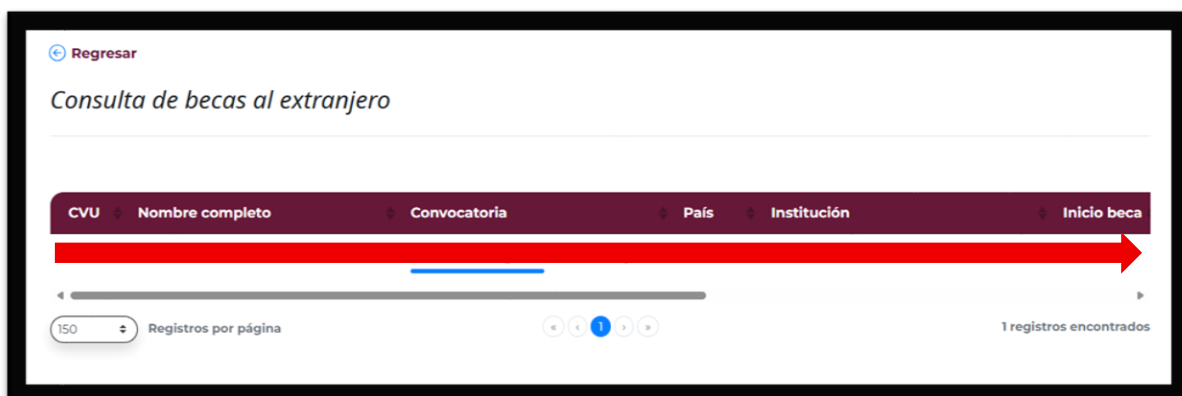 Regresar
Consulta de becas al extranjero
CVU Nombre completo Convocatoria País Institución Inicio beca
150 Registros por página « ‹ 1 › » 1 registros encontrados